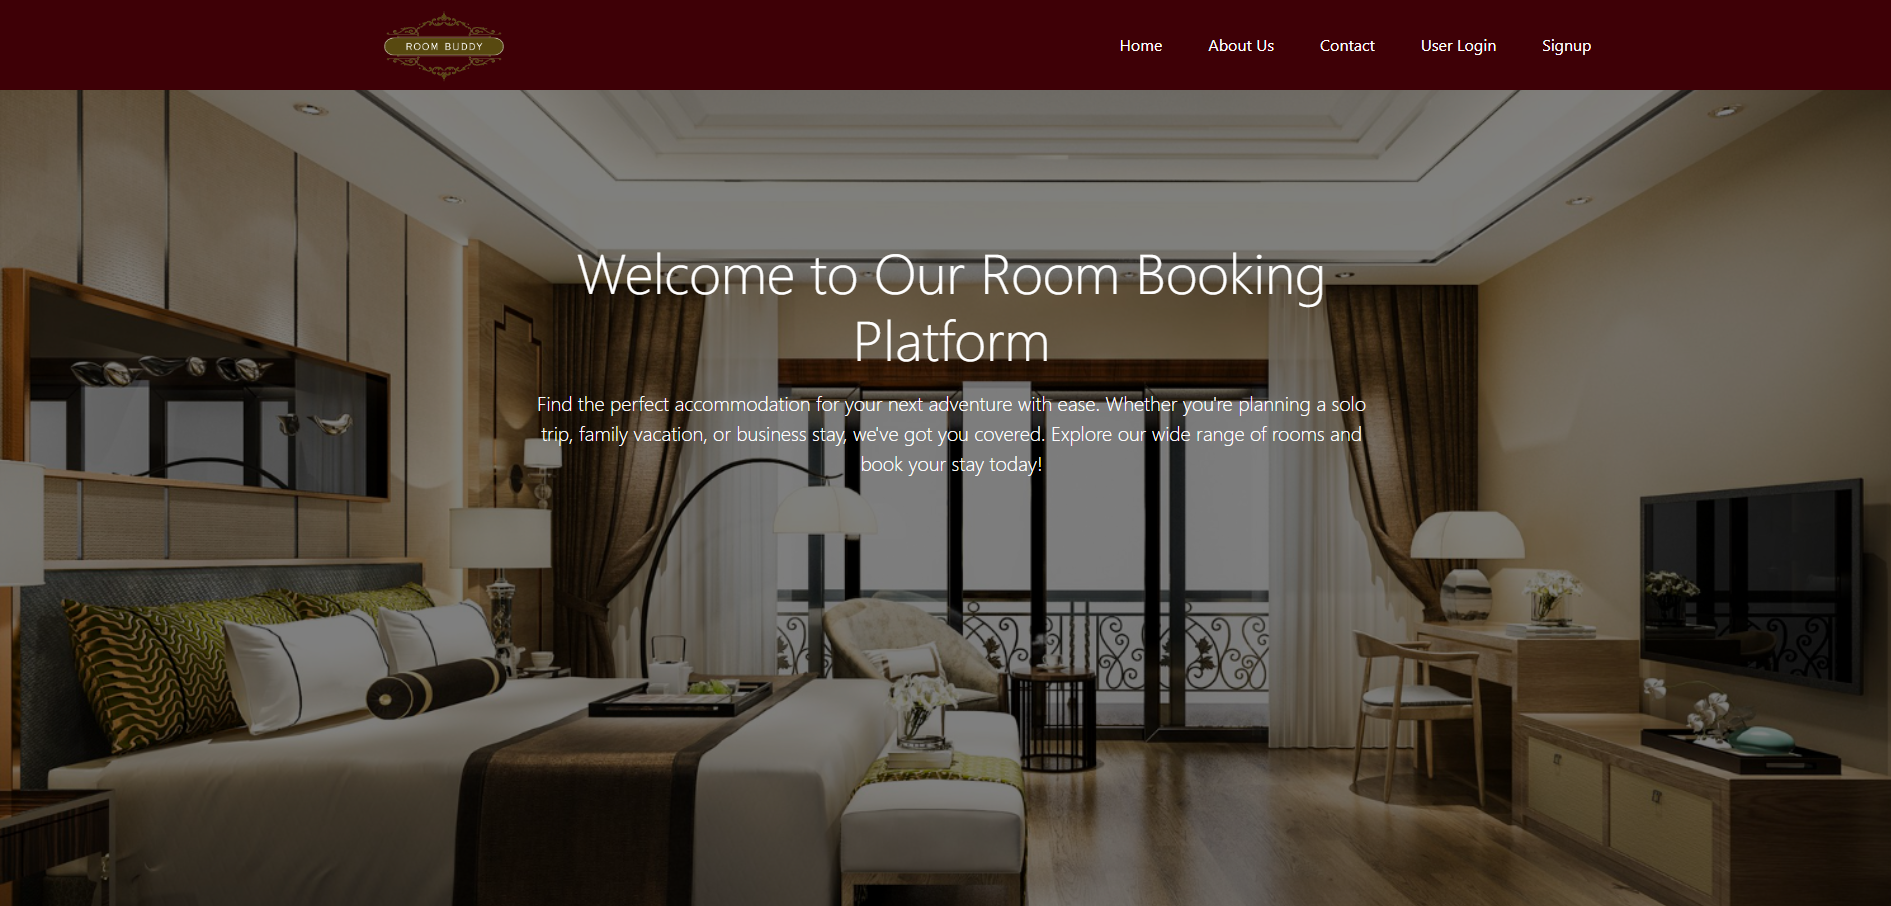 ROOM BUDDY
Home
About Us
Contact
User Login
Signup
Welcome to Our Room Booking
Platform
Find the perfect accommodation for your next adventure with ease. Whether you're planning a solo
trip, family vacation, or business stay, we've got you covered. Explore our wide range of rooms and
book your stay today!